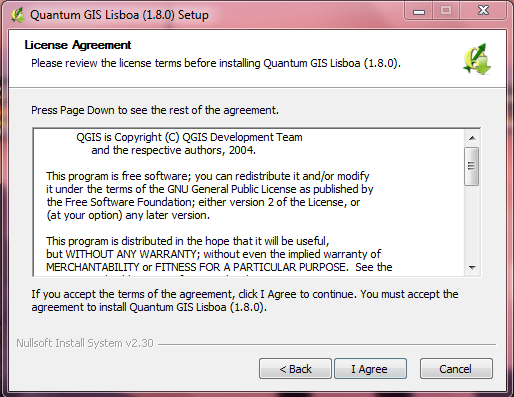 Quantum GIS Lisboa (1.8.0) Setup
License Agreement
Please review the license terms before installing Quantum GIS Lisboa (1.8.0).
Press Page Down to see the rest of the agreement.
QGIS is Copyright (C) QGIS Development Team
and the respective authors, 2004.
This program is free software; you can redistribute it and/or modify
it under the terms of the GNU General Public License as published by
the Free Software Foundation; either version 2 of the License, or
(at your option) any later version.
This program is distributed in the hope that it will be useful,
but WITHOUT ANY WARRANTY; without even the implied warranty of
MERCHANTABILITY or FITNESS FOR A PARTICULAR PURPOSE.  See the
If you accept the terms of the agreement, click I Agree to continue. You must accept the
agreement to install Quantum GIS Lisboa (1.8.0).
Nullsoft Install System v2.30
< Back
I Agree
Cancel